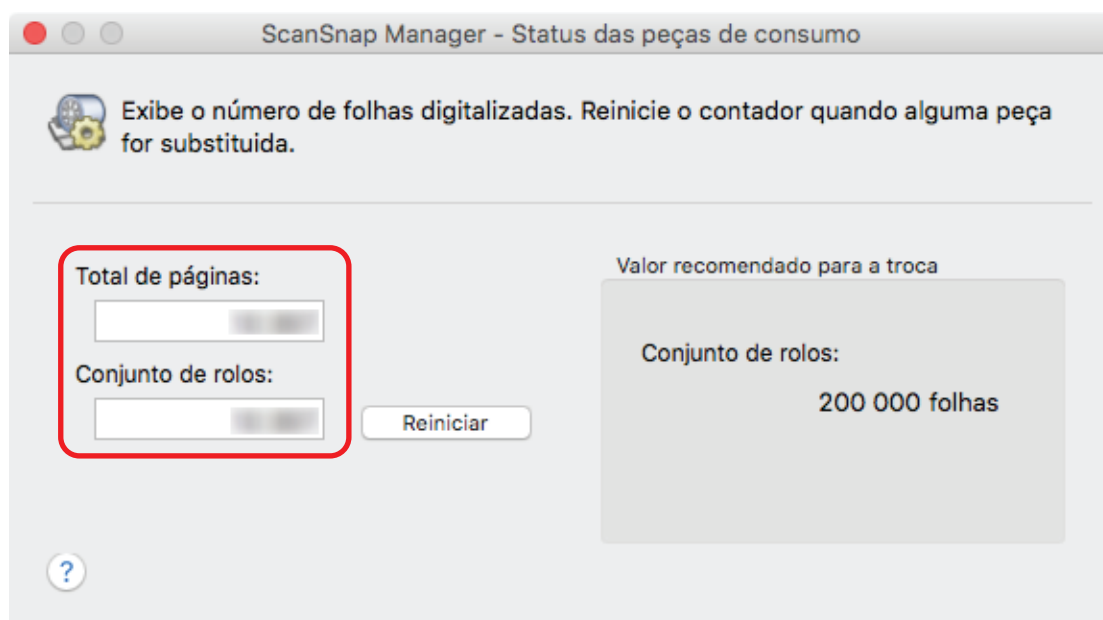 ScanSnap Manager - Status das peças de consumo
Exibe o número de folhas digitalizadas. Reinicie o contador quando alguma peça
for substituida.
Total de páginas:
Conjunto de rolos:
Reiniciar
Valor recomendado para a troca
Conjunto de rolos:
200 000 folhas
?